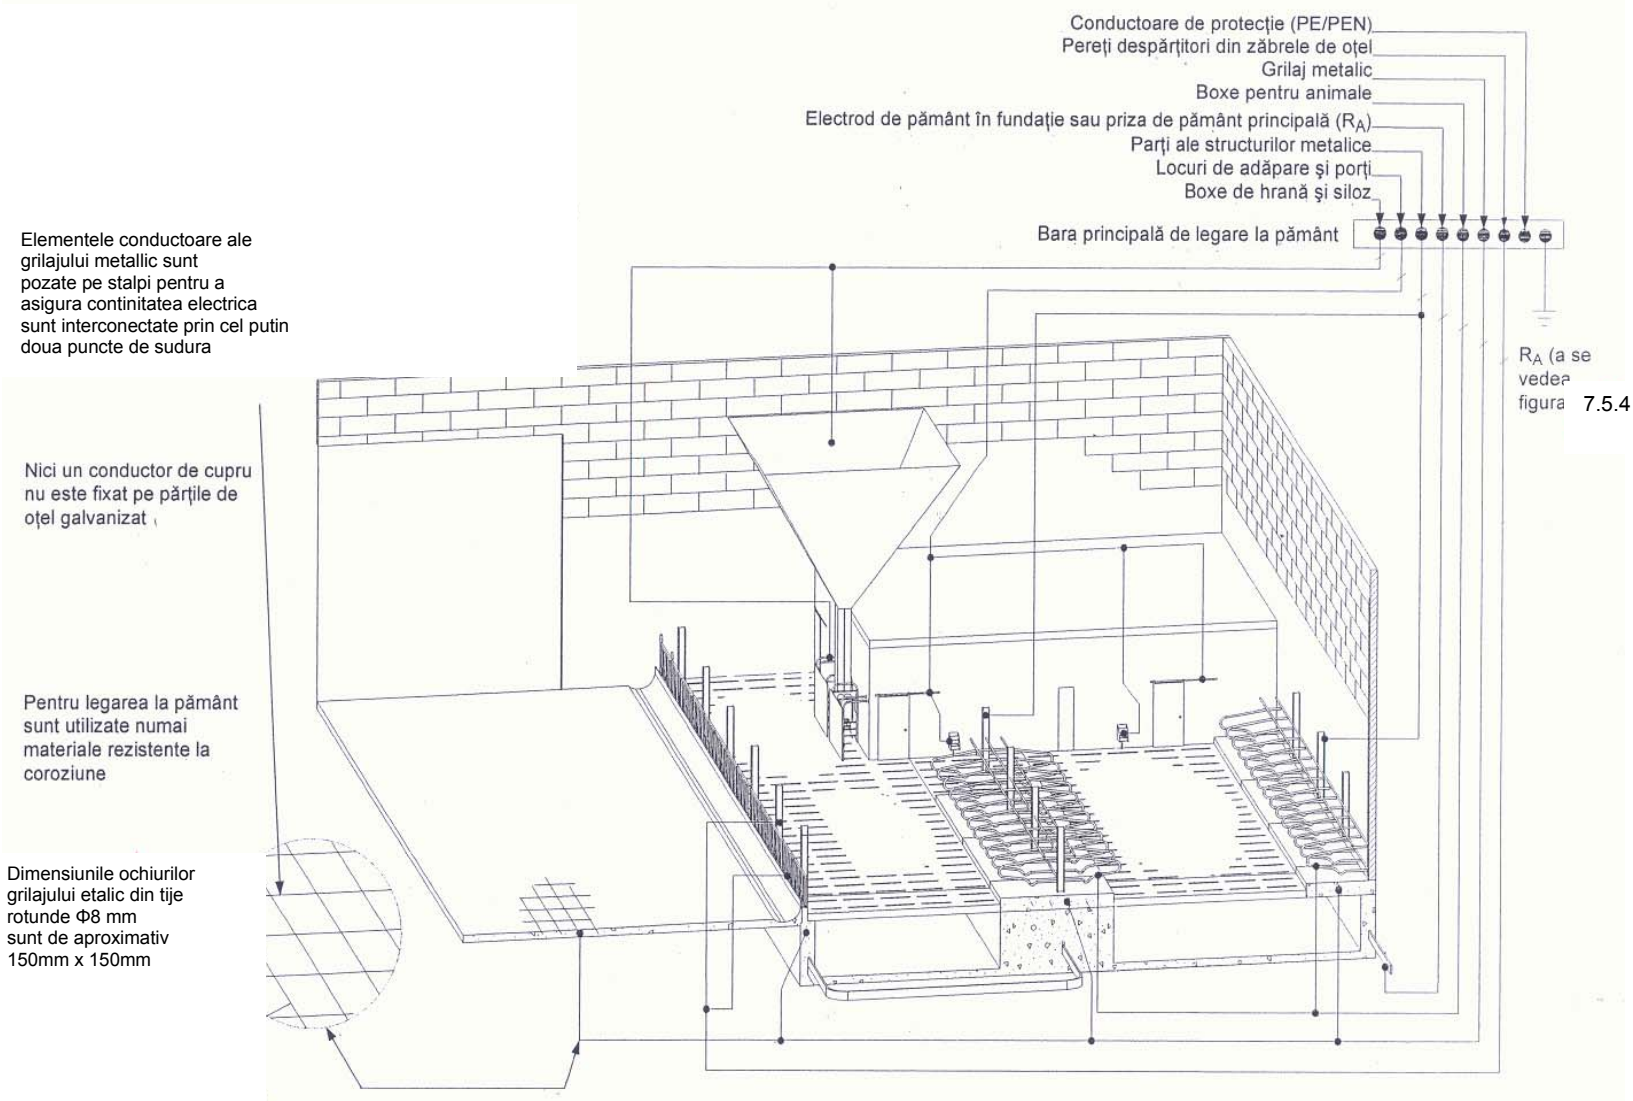 Conductoare de protecție (PE/PEN)
Pereți despărțitori din zăbrele de oțel
Grilaj metalic
Boxe pentru animale
Electrod de pământ în fundație sau priza de pământ principală (RA)
Parți ale structurilor metalice
Locuri de adăpare și porți
Boxe de hrană și siloz
Bara principală de legare la pământ
Elementele conductoare ale
grilajului metallic sunt
pozate pe stalpi pentru a
asigura continitatea electrica
sunt interconectate prin cel putin
doua puncte de sudura
RA (a se
vedea
figura 7.5.4
Nici un conductor de cupru
nu este fixat pe părțile de
oțel galvanizat
Pentru legarea la pământ
sunt utilizate numai
materiale rezistente la
coroziune
Dimensiunile ochiurilor
grilajului etalic din tije
rotunde Φ8 mm
sunt de aproximativ
150mm x 150mm